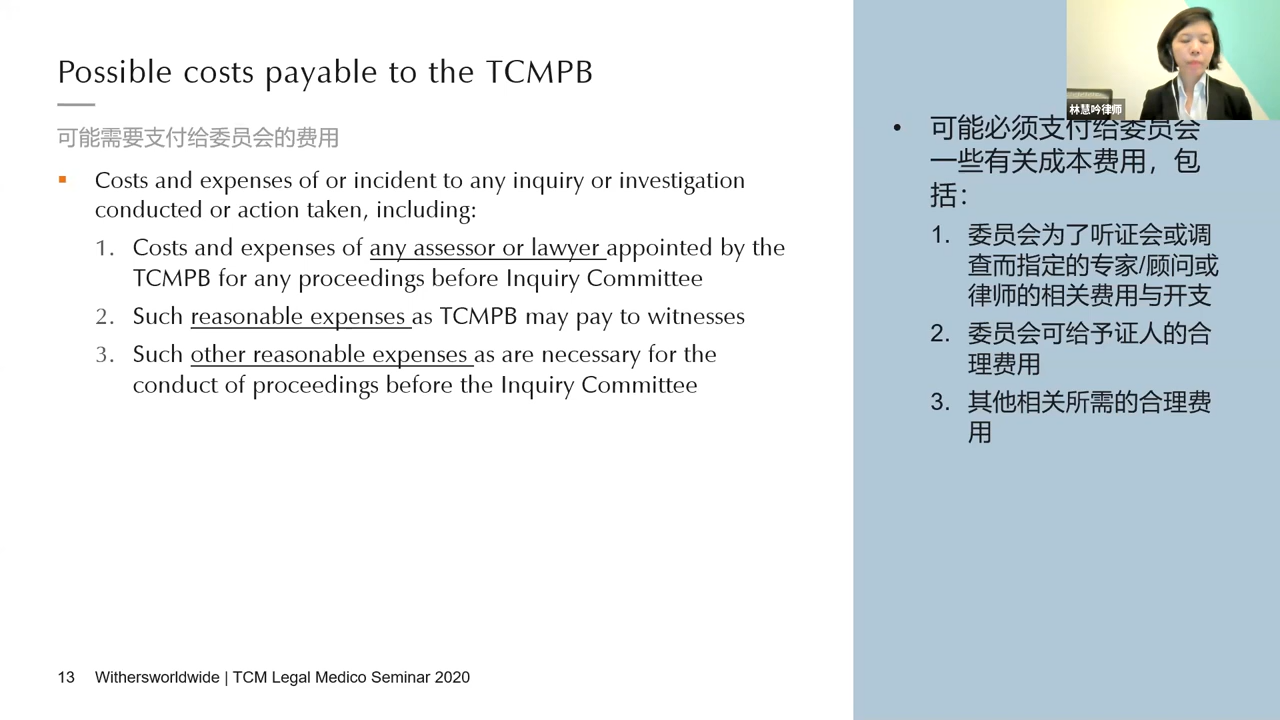 Possible costs payable to the TCMPB
可能需要支付给委员会的费用
▪ Costs and expenses of or incident to any inquiry or investigation
conducted or action taken, including:
1. Costs and expenses of any assessor or lawyer appointed by the
TCMPB for any proceedings before Inquiry Committee
2. Such reasonable expenses as TCMPB may pay to witnesses
3. Such other reasonable expenses as are necessary for the
conduct of proceedings before the Inquiry Committee
13 Withersworldwide | TCM Legal Medico Seminar 2020
林慧吟律师
• 可能必须支付给委员会
一些有关成本费用，包
括：
1. 委员会为了听证会或调
查而指定的专家/顾问或
律师的相关费用与开支
2. 委员会可给予证人的合
理费用
3. 其他相关所需的合理费
用